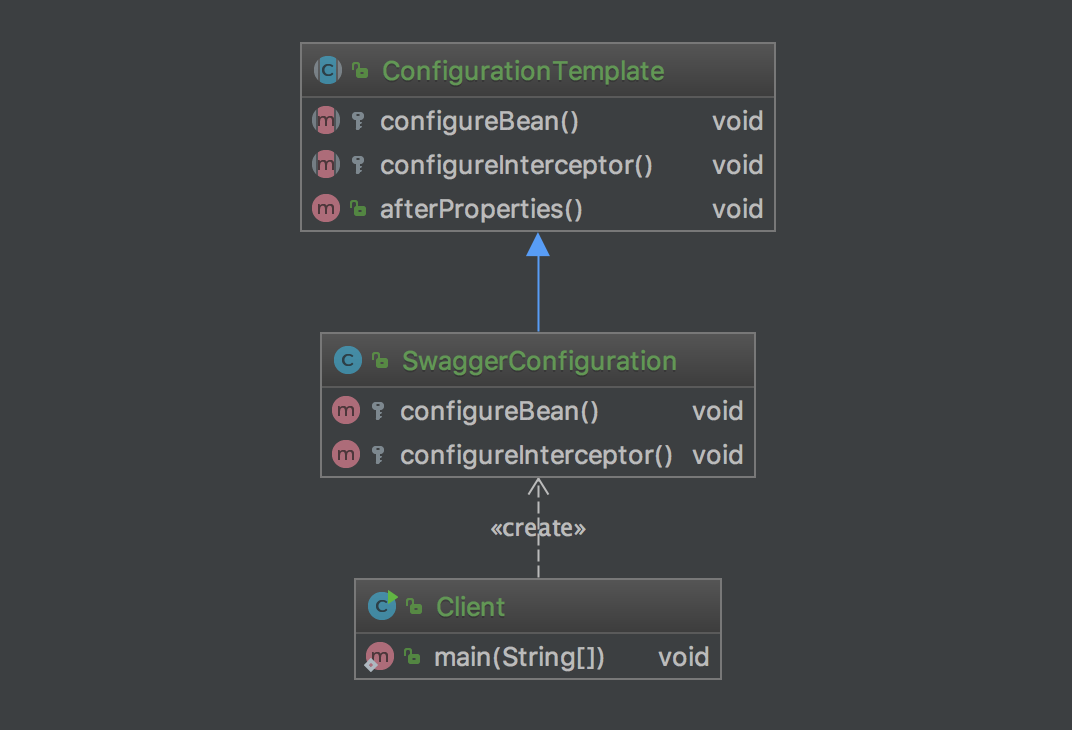 ConfigurationTemplate
configureBean() void
configureInterceptor() void
afterProperties() void
SwaggerConfiguration
configureBean() void
configureInterceptor() void
«create»
Client
main(String[]) void